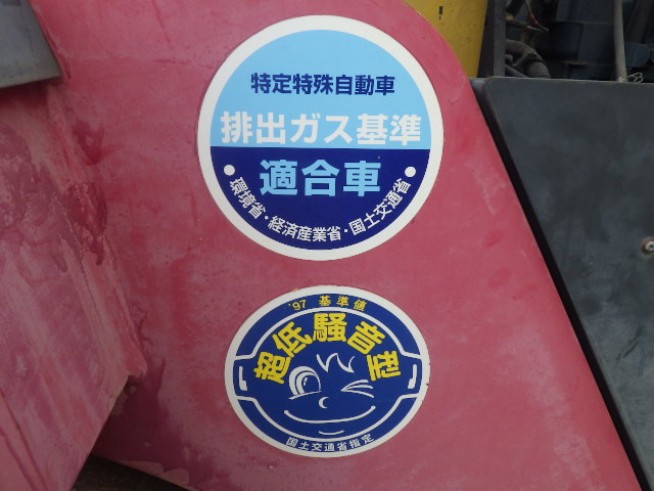 特定特殊自動車
排出ガス基準
適合車
●環境省・経済産業省・国土交通省●
'97 基準値
超低騒音型
国土交通省指定